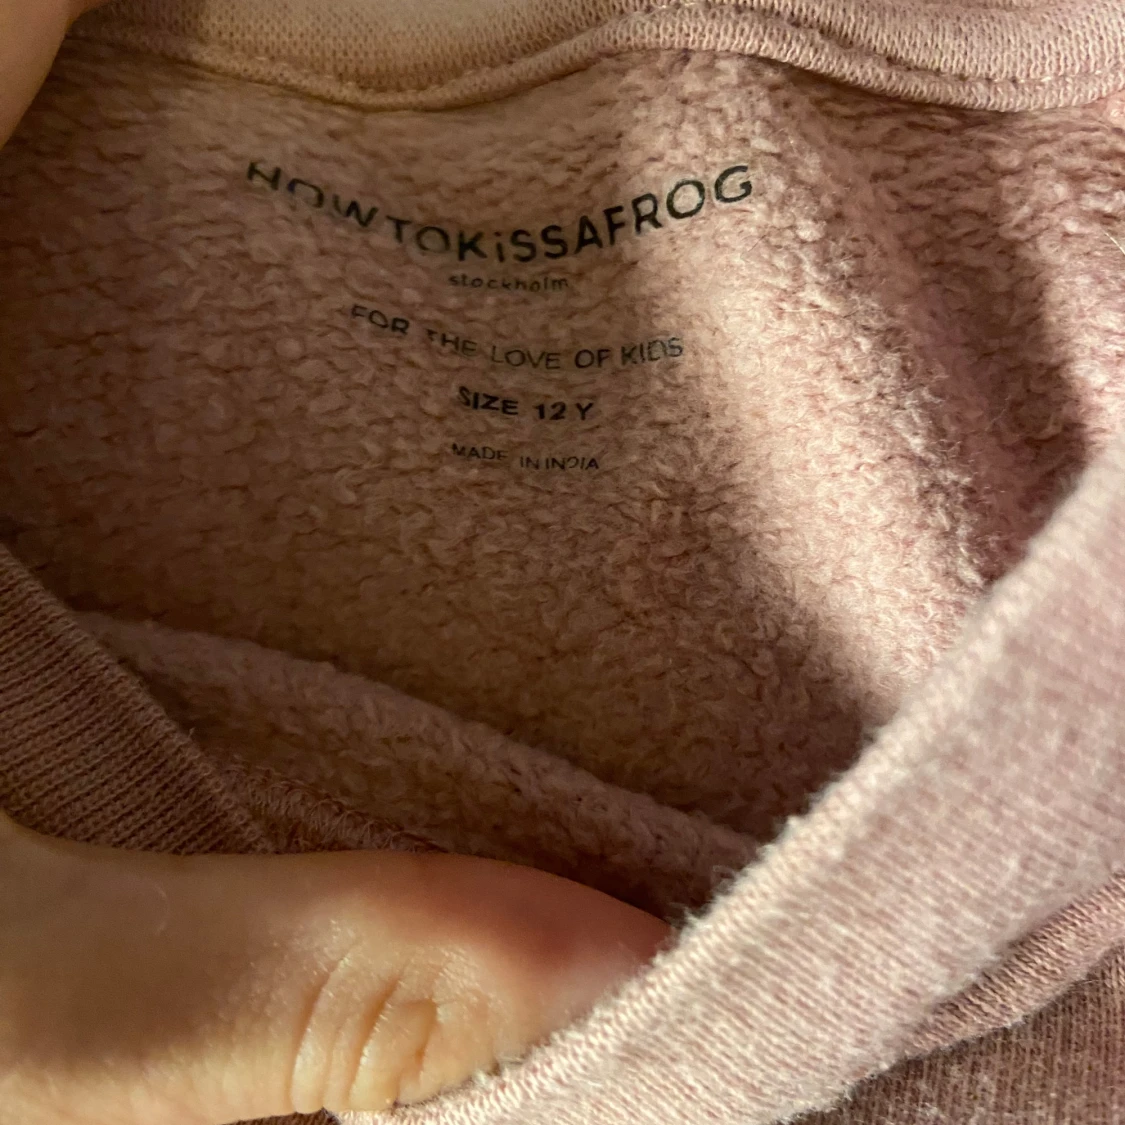 HOWTOKiSSAFROG
stockholm
FOR THE LOVE OF KIDS
SIZE 12 Y
MADE IN INDIA